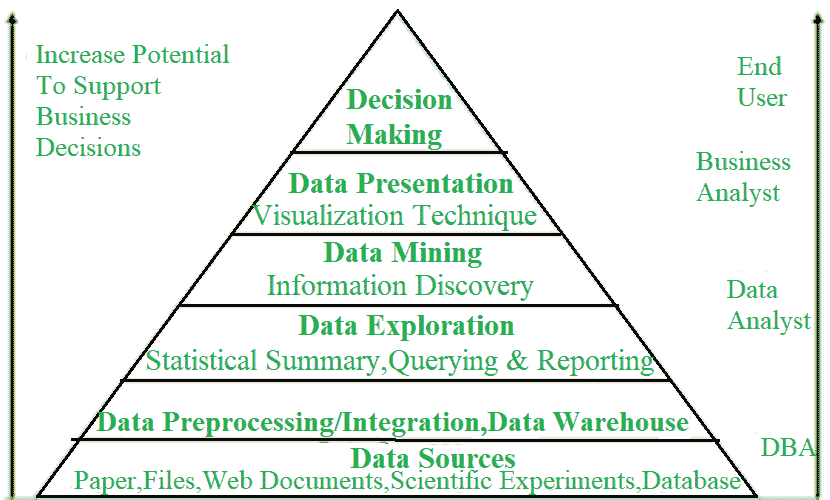 Increase Potential
To Support
Business
Decisions
End
User
Decision
Making
Business
Analyst
Data Presentation
Visualization Technique
Data Mining
Information Discovery
Data
Analyst
Data Exploration
Statistical Summary,Querying & Reporting
Data Preprocessing/Integration,Data Warehouse
DBA
Data Sources
Paper,Files,Web Documents,Scientific Experiments,Database